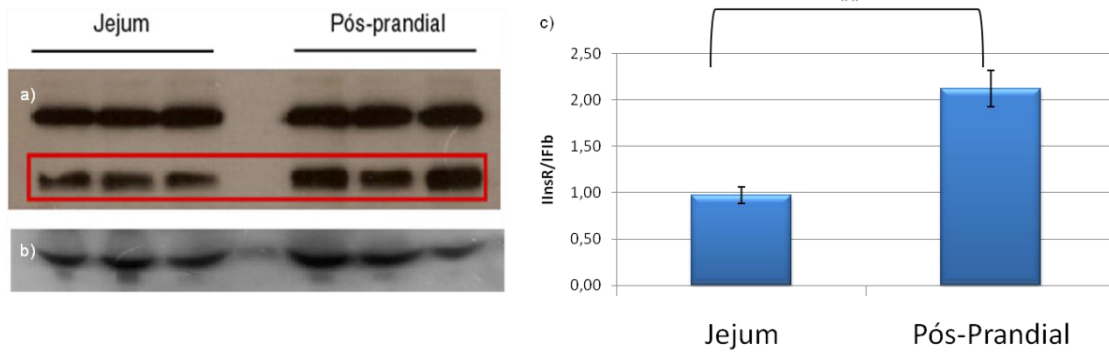 Jejum
Pós-prandial
a)
b)
c)
IInsR/IFIb
2,50
2,00
1,50
1,00
0,50
0,00
Jejum
Pós-Prandial